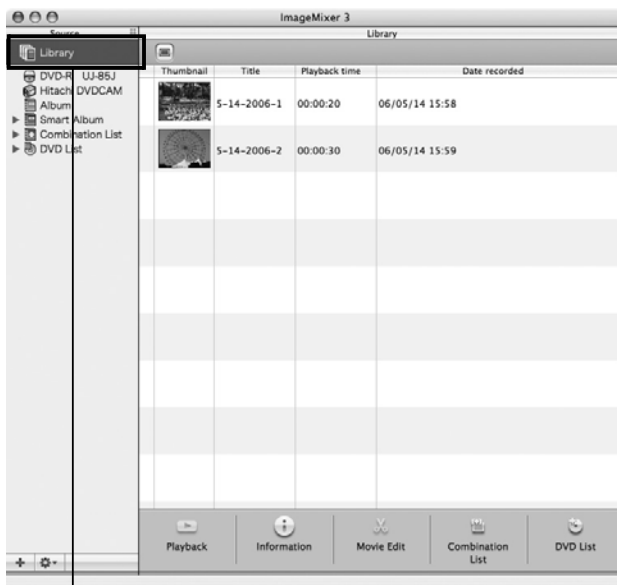 ImageMixer 3
Source
Library
Library
DVD-R UJ-85J
Hitachi DVDCAM
Album
Smart Album
Combination List
DVD List
Thumbnail Title Playback time Date recorded
5-14-2006-1 00:00:20 06/05/14 15:58
5-14-2006-2 00:00:30 06/05/14 15:59
Playback Information Movie Edit Combination List DVD List